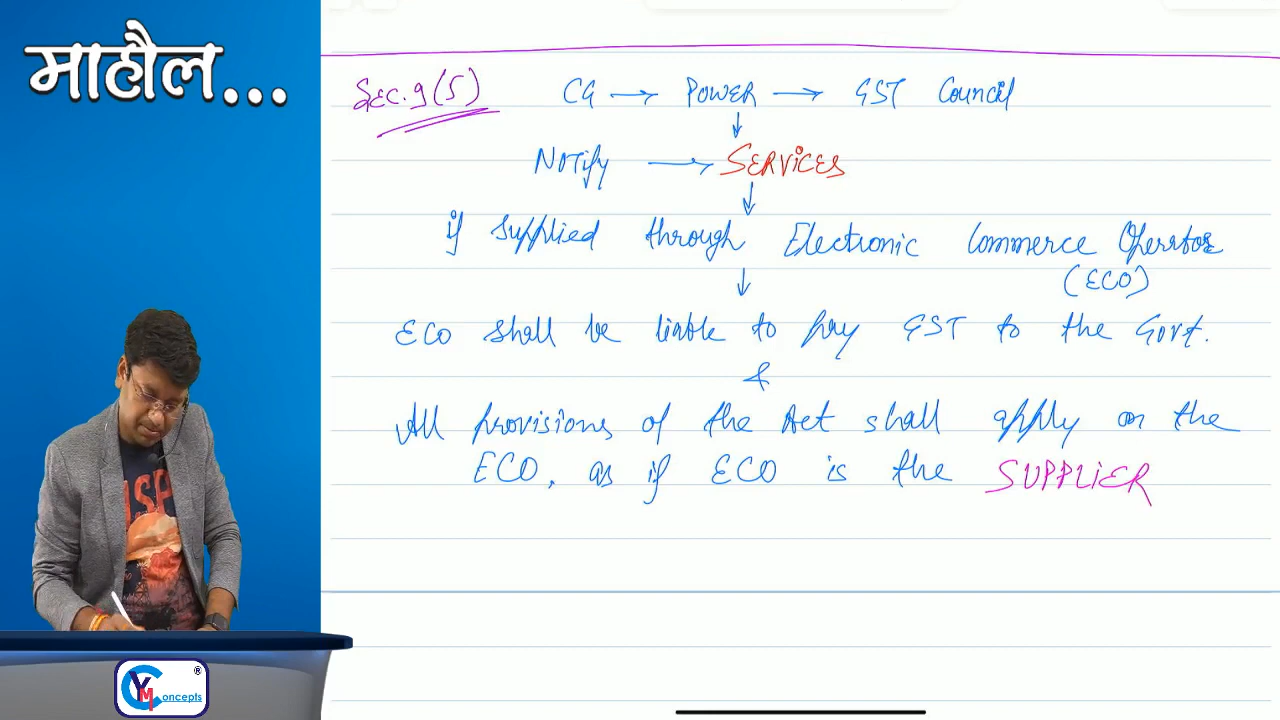 माहौल...
SEC. 9(5) CG → POWER → GST Council
↓
Notify → SERVICES
↓
if supplied through Electronic Commerce Operator
(ECO)
↓
ECO shall be liable to pay GST to the Govt.
&
All provisions of the Act shall apply on the
ECO, as if ECO is the SUPPLIER
CYM Concepts ®